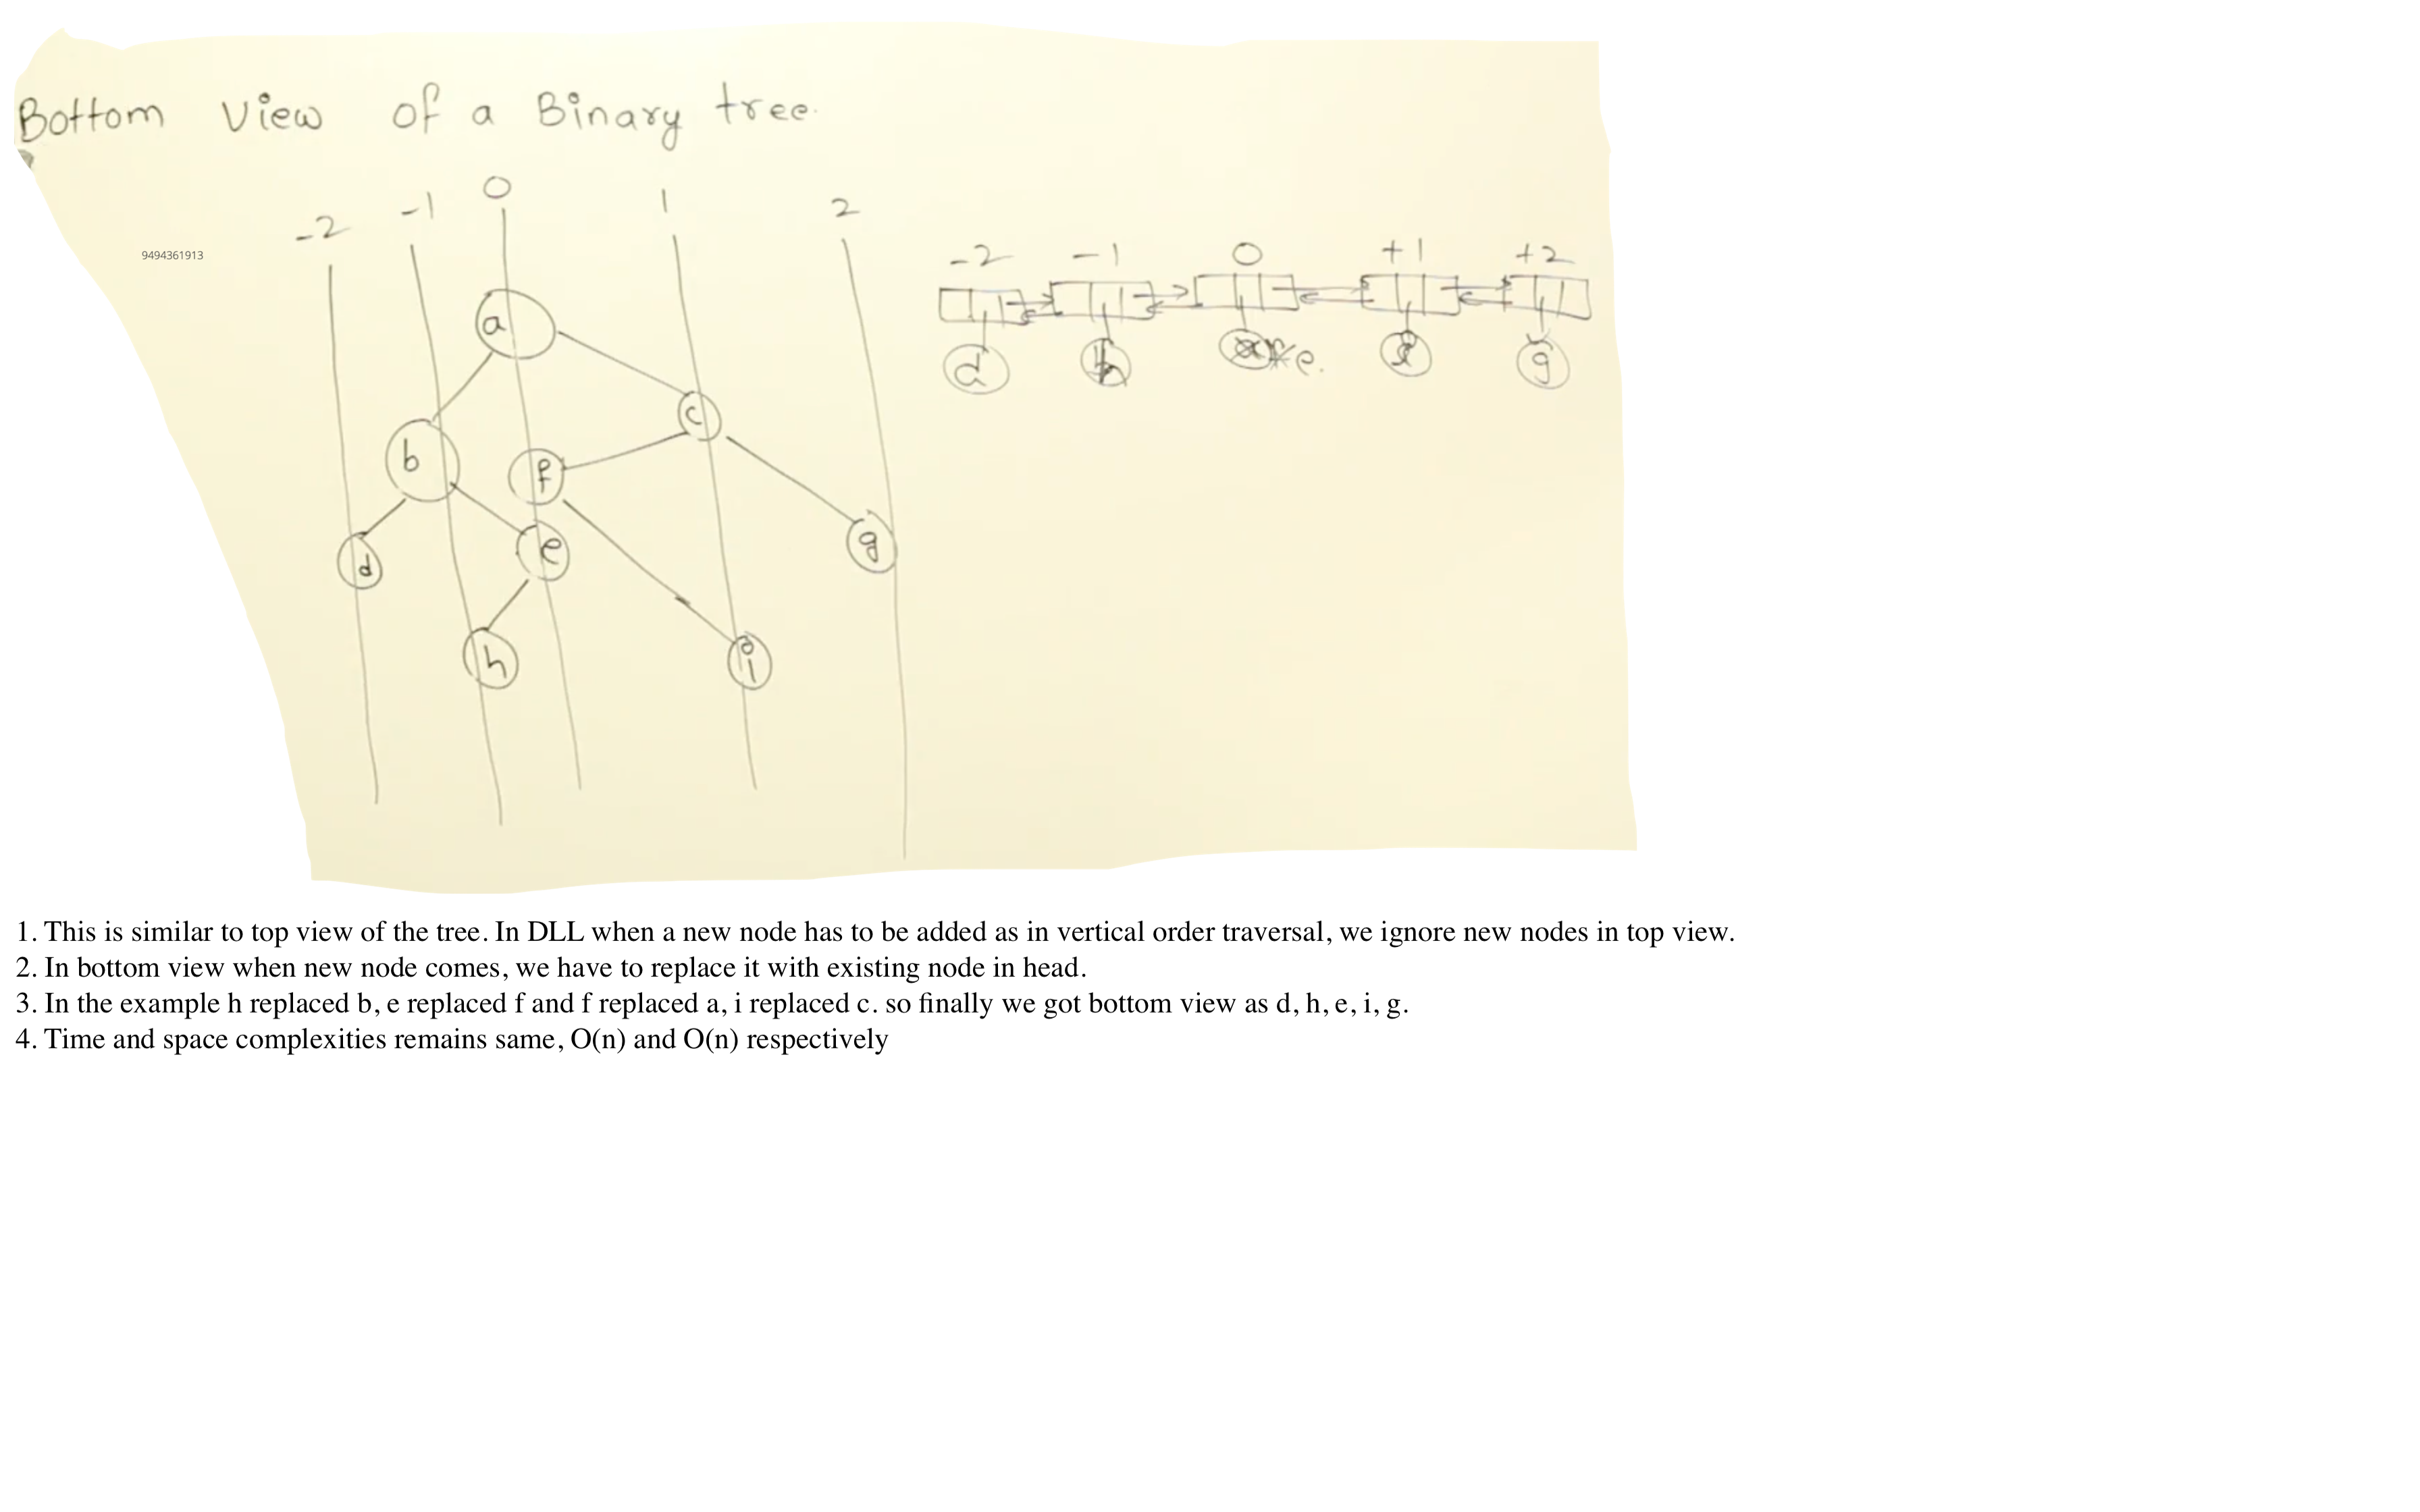 Bottom view of a Binary tree.
-2 -1 0 1 2
9494361913
-2 -1 0 +1 +2
a
d h e. i g
c
b
f
e
g
d
h
i
1. This is similar to top view of the tree. In DLL when a new node has to be added as in vertical order traversal, we ignore new nodes in top view.
2. In bottom view when new node comes, we have to replace it with existing node in head.
3. In the example h replaced b, e replaced f and f replaced a, i replaced c. so finally we got bottom view as d, h, e, i, g.
4. Time and space complexities remains same, O(n) and O(n) respectively